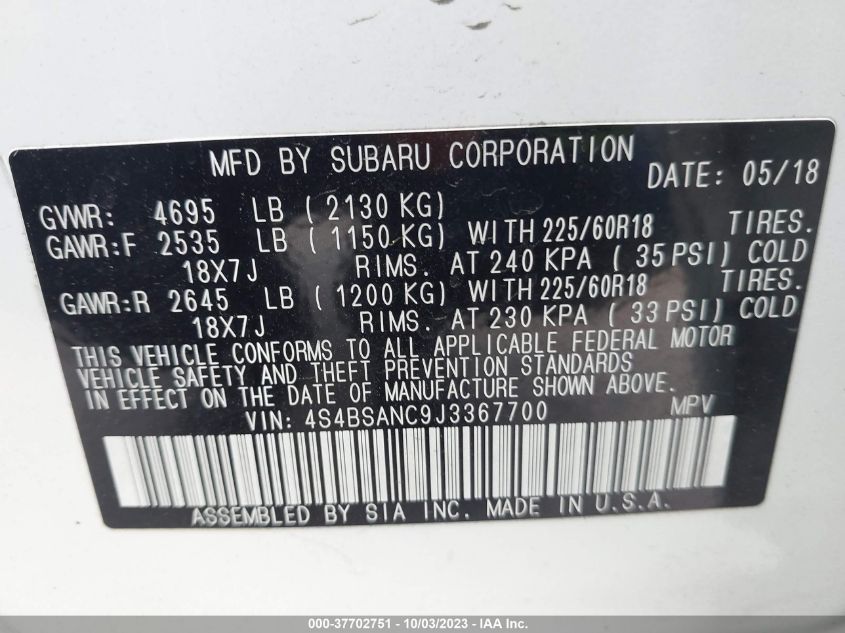 MFD BY SUBARU CORPORATION
DATE: 05/18
GVWR: 4695 LB ( 2130 KG)
GAWR:F 2535 LB ( 1150 KG) WITH 225/60R18 TIRES.
18X7J RIMS. AT 240 KPA ( 35 PSI) COLD
GAWR:R 2645 LB ( 1200 KG) WITH 225/60R18 TIRES.
18X7J RIMS. AT 230 KPA ( 33 PSI) COLD
THIS VEHICLE CONFORMS TO ALL APPLICABLE FEDERAL MOTOR
VEHICLE SAFETY AND THEFT PREVENTION STANDARDS
IN EFFECT ON THE DATE OF MANUFACTURE SHOWN ABOVE.
VIN: 4S4BSANC9J3367700 MPV
ASSEMBLED BY SIA INC. MADE IN U.S.A.
000-37702751 - 10/03/2023 - IAA Inc.